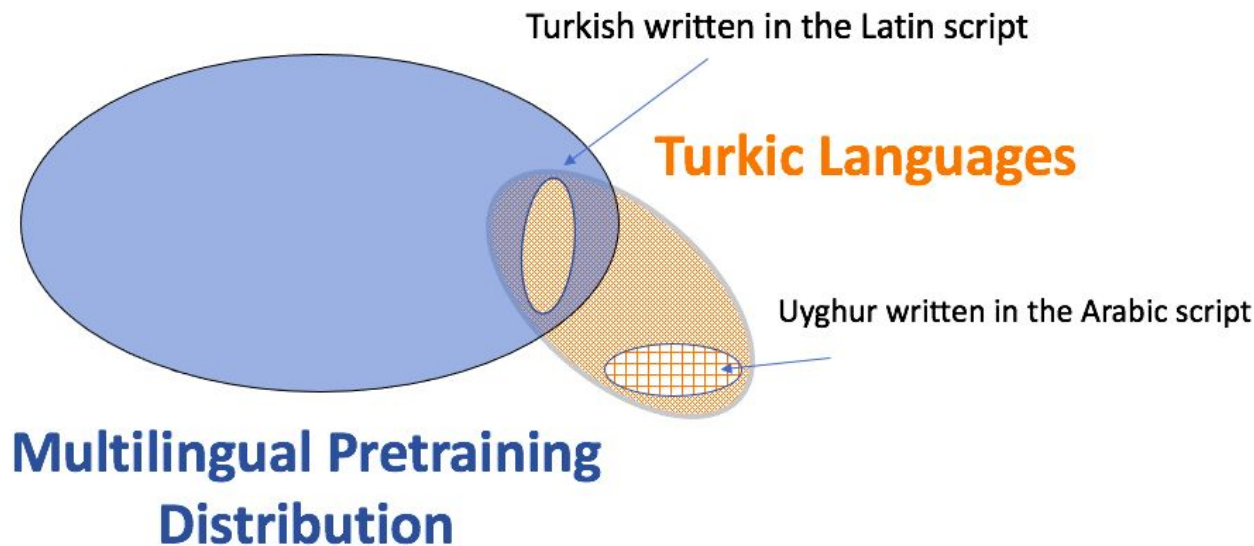 Turkish written in the Latin script
Turkic Languages
Uyghur written in the Arabic script
Multilingual Pretraining
Distribution